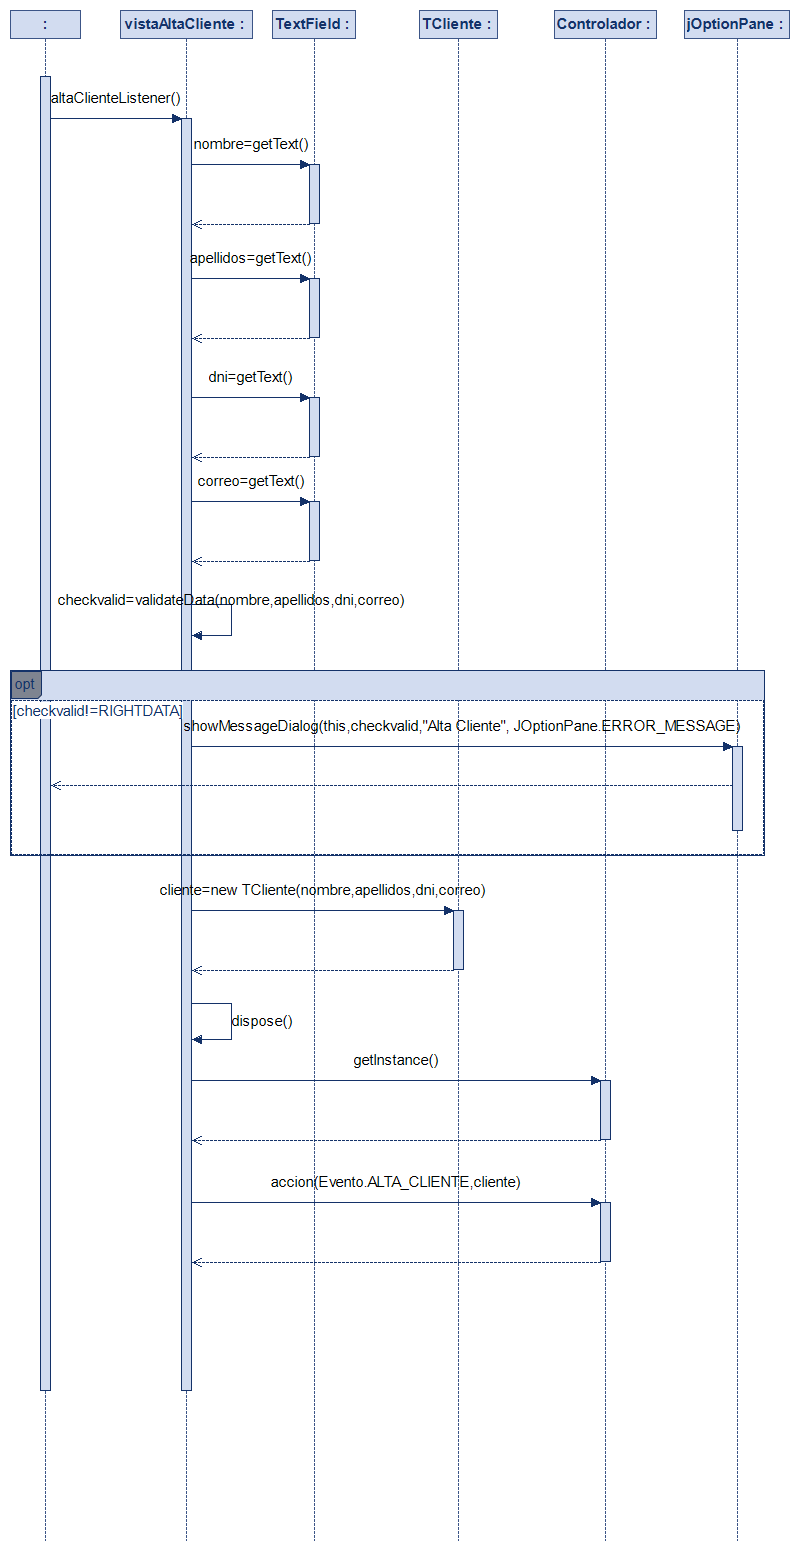 :
vistaAltaCliente :
TextField :
TCliente :
Controlador :
jOptionPane :
altaClienteListener()
nombre=getText()
apellidos=getText()
dni=getText()
correo=getText()
checkvalid=validateData(nombre,apellidos,dni,correo)
opt
[checkvalid!=RIGHTDATA]
showMessageDialog(this,checkvalid,"Alta Cliente", JOptionPane.ERROR_MESSAGE)
cliente=new TCliente(nombre,apellidos,dni,correo)
dispose()
getInstance()
accion(Evento.ALTA_CLIENTE,cliente)